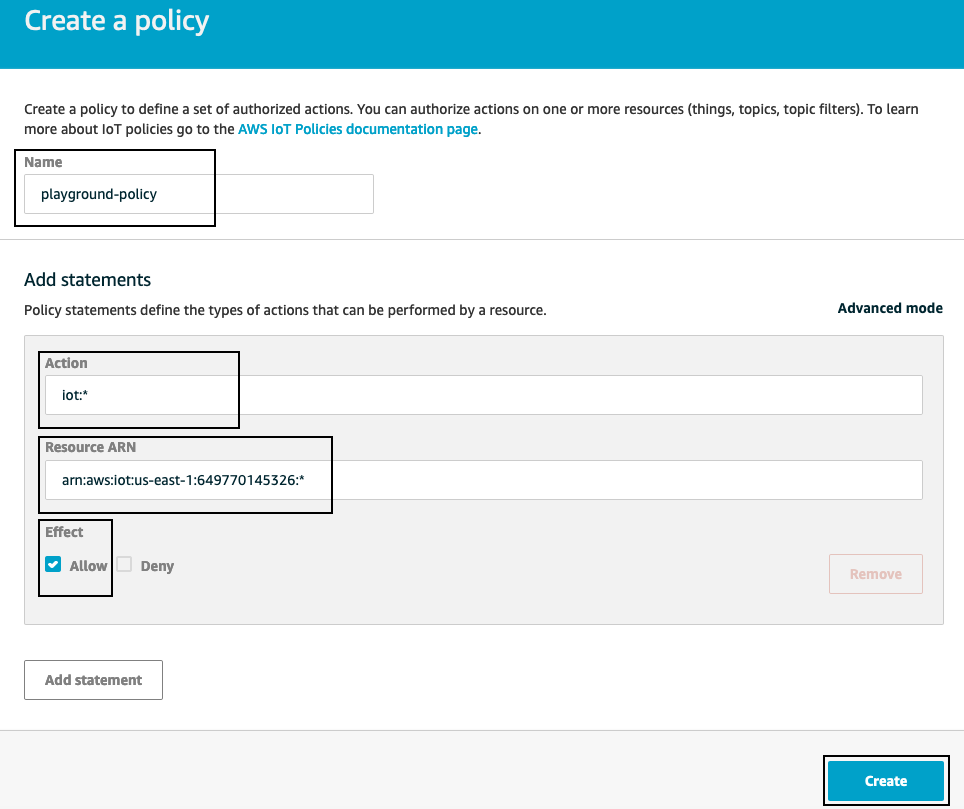 Create a policy
Create a policy to define a set of authorized actions. You can authorize actions on one or more resources (things, topics, topic filters). To learn
more about IoT policies go to the AWS IoT Policies documentation page.
Name
playground-policy
Add statements
Policy statements define the types of actions that can be performed by a resource.
Advanced mode
Action
iot:*
Resource ARN
arn:aws:iot:us-east-1:649770145326:*
Effect
Allow
Deny
Remove
Add statement
Create